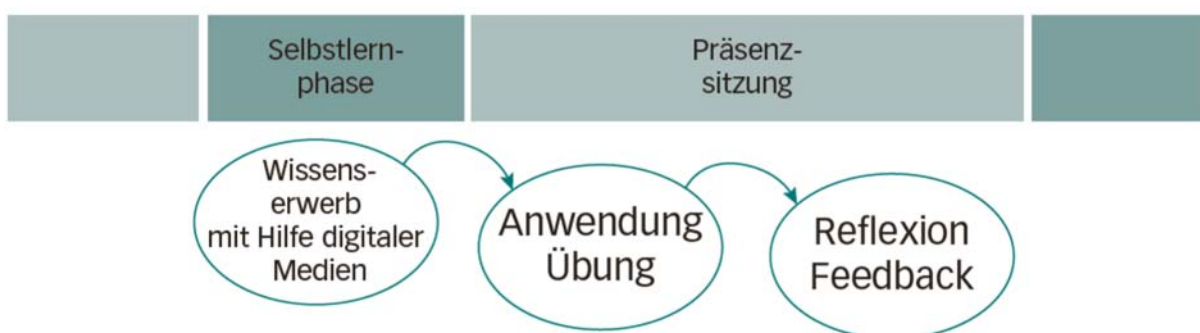 Selbstlern-
phase
Präsenz-
sitzung
Wissens-
erwerb
mit Hilfe digitaler
Medien
Anwendung
Übung
Reflexion
Feedback